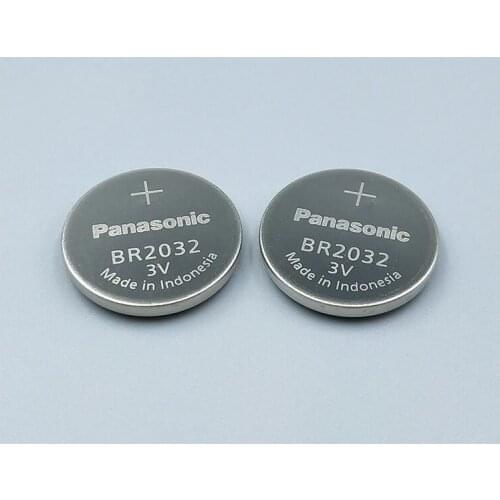 +
Panasonic
BR2032
3V
Made in Indonesia
+
Panasonic
BR2032
3V
Made in Indonesia